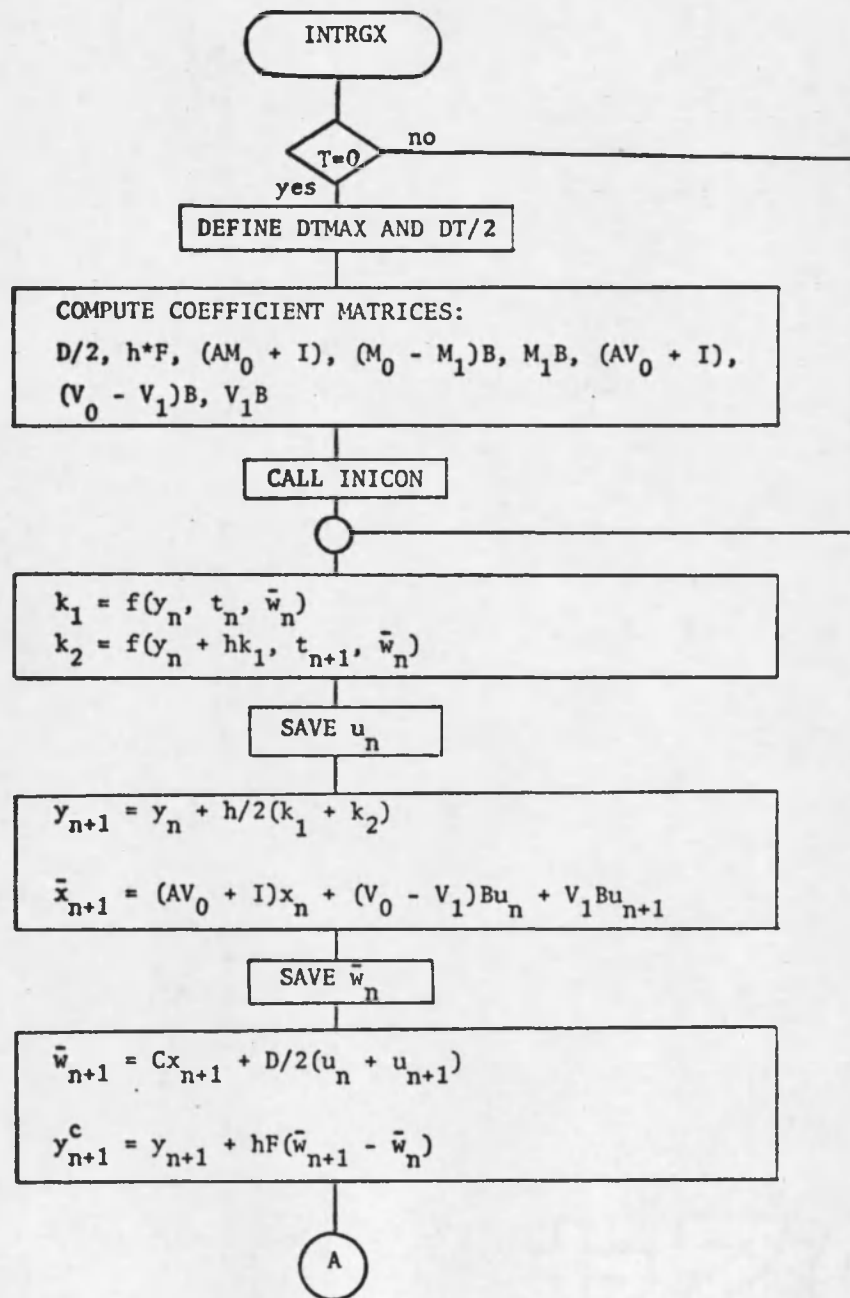 INTRGX
T=0
no
yes
DEFINE DTMAX AND DT/2
COMPUTE COEFFICIENT MATRICES:
D/2, h*F, (AM₀ + I), (M₀ - M₁)B, M₁B, (AV₀ + I),
(V₀ - V₁)B, V₁B
CALL INICON
k₁ = f(yₙ, tₙ, w̄ₙ)
k₂ = f(yₙ + hk₁, tₙ₊₁, w̄ₙ)
SAVE uₙ
yₙ₊₁ = yₙ + h/2(k₁ + k₂)
x̄ₙ₊₁ = (AV₀ + I)xₙ + (V₀ - V₁)Buₙ + V₁Buₙ₊₁
SAVE w̄ₙ
w̄ₙ₊₁ = Cxₙ₊₁ + D/2(uₙ + uₙ₊₁)
yᶜₙ₊₁ = yₙ₊₁ + hF(w̄ₙ₊₁ - w̄ₙ)
A